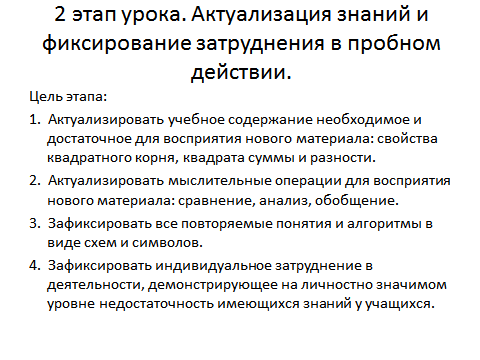 2 этап урока. Актуализация знаний и
фиксирование затруднения в пробном
действии.
Цель этапа:
1. Актуализировать учебное содержание необходимое и
достаточное для восприятия нового материала: свойства
квадратного корня, квадрата суммы и разности.
2. Актуализировать мыслительные операции для восприятия
нового материала: сравнение, анализ, обобщение.
3. Зафиксировать все повторяемые понятия и алгоритмы в
виде схем и символов.
4. Зафиксировать индивидуальное затруднение в
деятельности, демонстрирующее на личностно значимом
уровне недостаточность имеющихся знаний у учащихся.